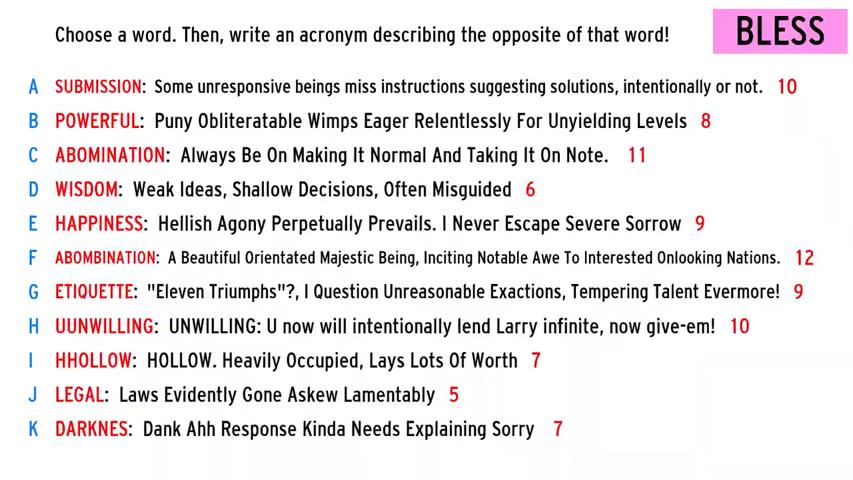 Choose a word. Then, write an acronym describing the opposite of that word!
BLESS
A SUBMISSION: Some unresponsive beings miss instructions suggesting solutions, intentionally or not. 10
B POWERFUL: Puny Obliteratable Wimps Eager Relentlessly For Unyielding Levels 8
C ABOMINATION: Always Be On Making It Normal And Taking It On Note. 11
D WISDOM: Weak Ideas, Shallow Decisions, Often Misguided 6
E HAPPINESS: Hellish Agony Perpetually Prevails. I Never Escape Severe Sorrow 9
F ABOMBINATION: A Beautiful Orientated Majestic Being, Inciting Notable Awe To Interested Onlooking Nations. 12
G ETIQUETTE: "Eleven Triumphs"?, I Question Unreasonable Exactions, Tempering Talent Evermore! 9
H UUNWILLING: UNWILLING: U now will intentionally lend Larry infinite, now give-em! 10
I HHOLLOW: HOLLOW. Heavily Occupied, Lays Lots Of Worth 7
J LEGAL: Laws Evidently Gone Askew Lamentably 5
K DARKNES: Dank Ahh Response Kinda Needs Explaining Sorry 7